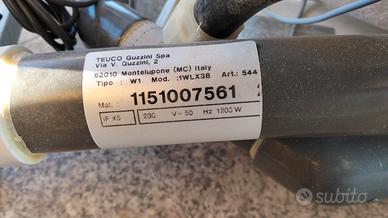 TEUCO Guzzini Spa
Via V. Guzzini, 2
62010 Montelupone (MC) Italy
Tipo : W1 Mod. :1WLX38 Art.: 544
Mat. : 1151007561
IF X5 230 V~ 50 Hz 1200 W
subito